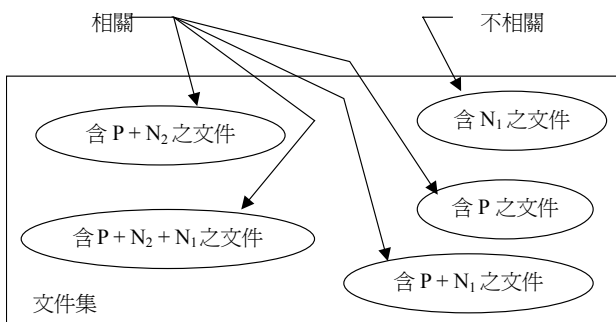 相關
不相關
含 P + N₂ 之文件
含 N₁ 之文件
含 P 之文件
含 P + N₂ + N₁ 之文件
含 P + N₁ 之文件
文件集